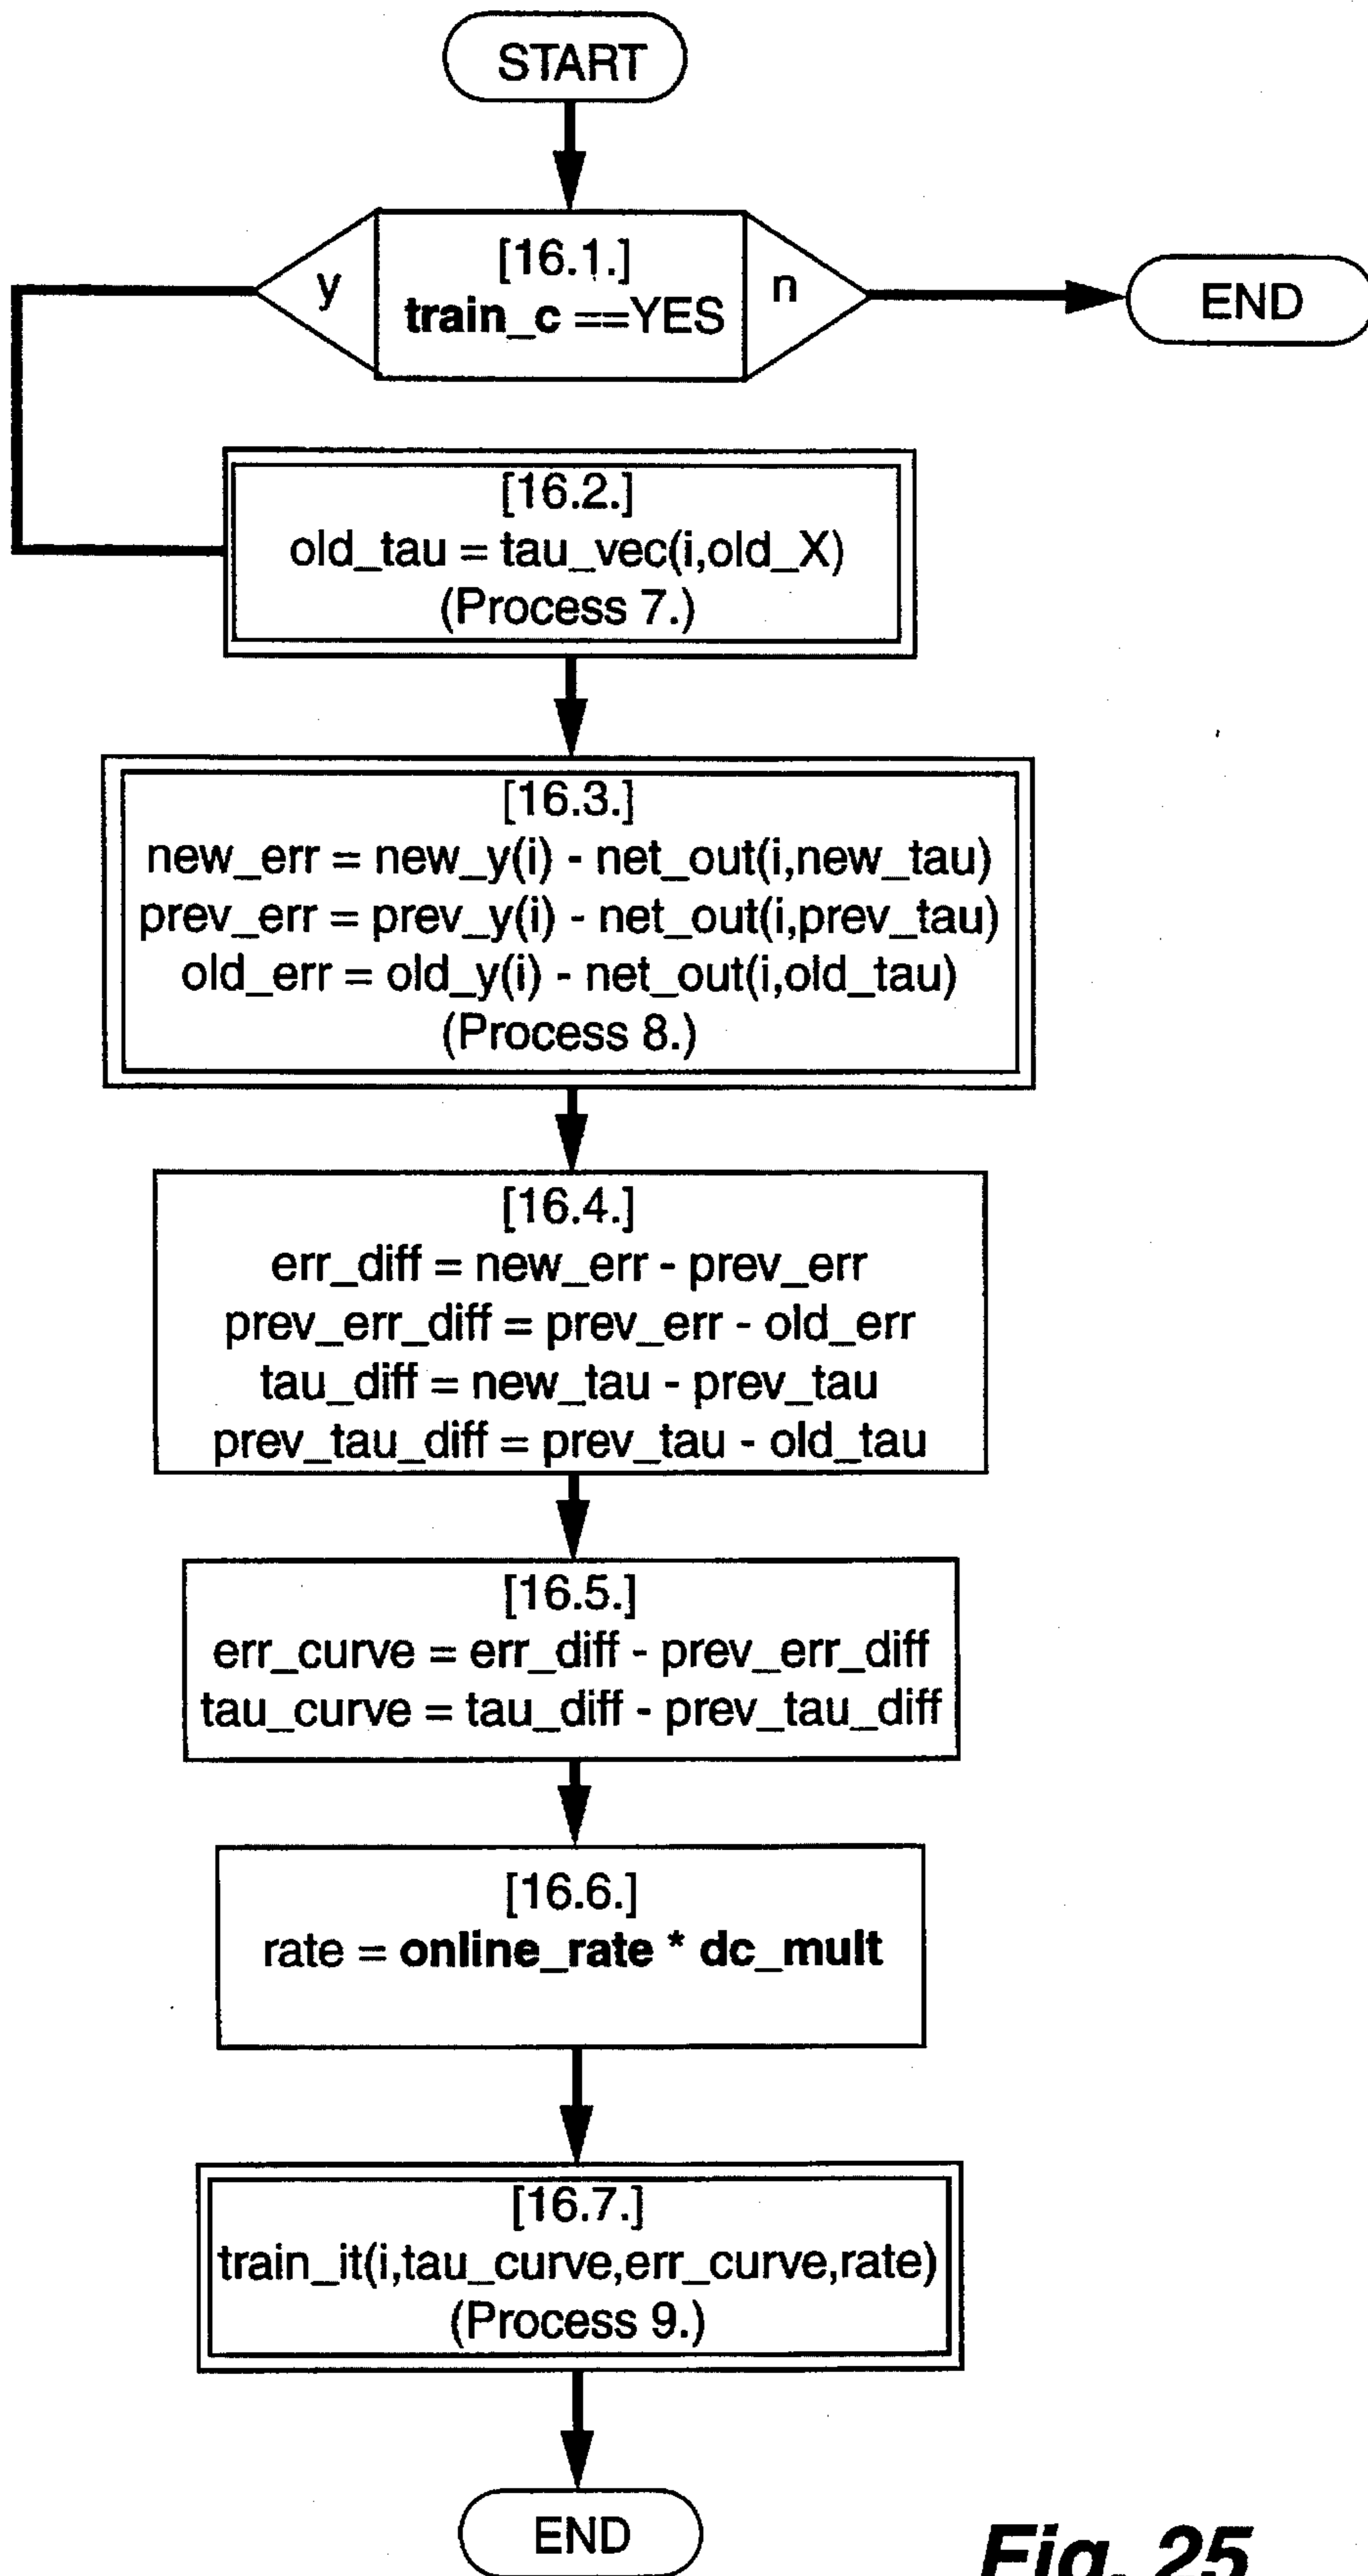 START
[16.1.]
y
train_c ==YES
n
END
[16.2.]
old_tau = tau_vec(i,old_X)
(Process 7.)
[16.3.]
new_err = new_y(i) - net_out(i,new_tau)
prev_err = prev_y(i) - net_out(i,prev_tau)
old_err = old_y(i) - net_out(i,old_tau)
(Process 8.)
[16.4.]
err_diff = new_err - prev_err
prev_err_diff = prev_err - old_err
tau_diff = new_tau - prev_tau
prev_tau_diff = prev_tau - old_tau
[16.5.]
err_curve = err_diff - prev_err_diff
tau_curve = tau_diff - prev_tau_diff
[16.6.]
rate = online_rate * dc_mult
[16.7.]
train_it(i,tau_curve,err_curve,rate)
(Process 9.)
END
Fig. 25